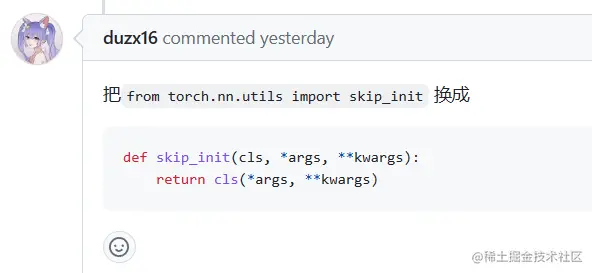 duzx16 commented yesterday
把 from torch.nn.utils import skip_init 换成
def skip_init(cls, *args, **kwargs):
    return cls(*args, **kwargs)
@稀土掘金技术社区